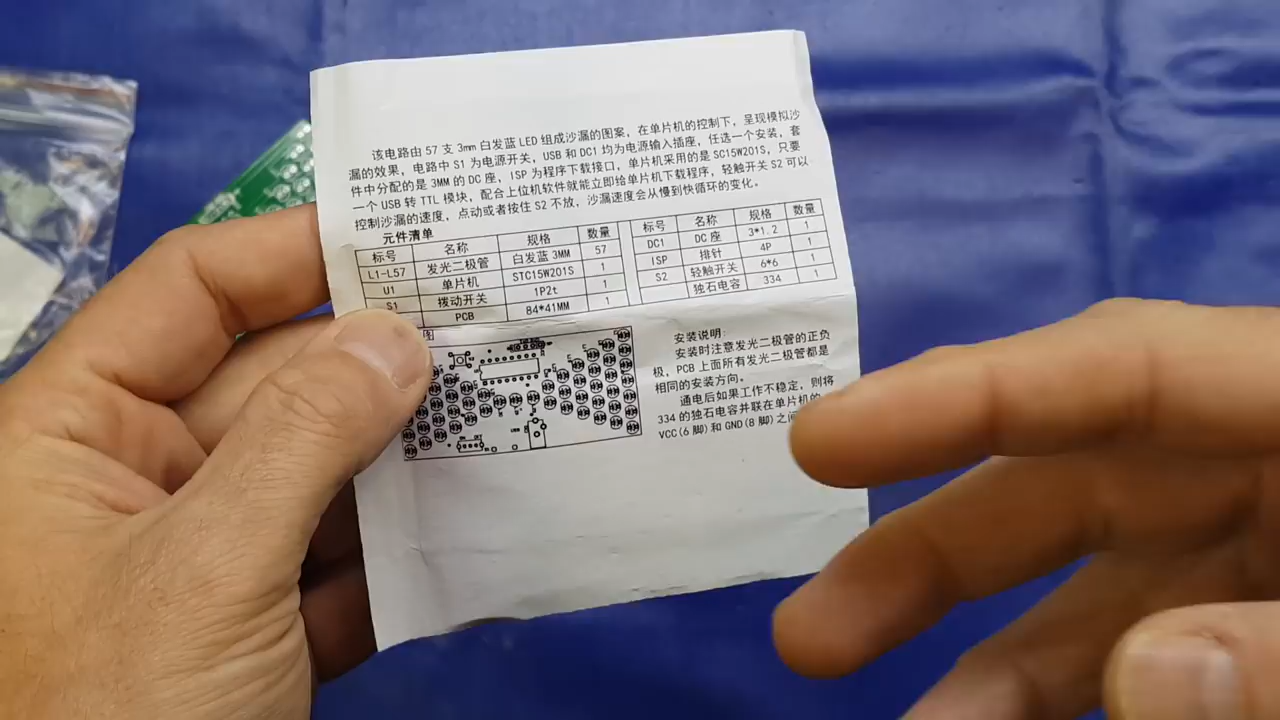 该电路由 57 支 3mm 白发蓝 LED 组成沙漏的图案，在单片机的控制下，呈现模拟沙
漏的效果，电路中 S1 为电源开关，USB 和 DC1 均为电源输入插座，任选一个安装，套
件中分配的是 3MM 的 DC 座，ISP 为程序下载接口，单片机采用的是 SC15W201S，只要
一个 USB 转 TTL 模块，配合上位机软件就能立即给单片机下载程序，轻触开关 S2 可以
控制沙漏的速度，点动或者按住 S2 不放，沙漏速度会从慢到快循环的变化。
元件清单
标号 名称 规格 数量
L1-L57 发光二极管 白发蓝 3MM 57
U1 单片机 STC15W201S 1
S1 拨动开关 1P2t 1
PCB 84*41MM 1
标号 名称 规格 数量
DC1 DC 座 3*1.2 1
ISP 排针 4P 1
S2 轻触开关 6*6 1
独石电容 334 1
图
安装说明：
安装时注意发光二极管的正负
极，PCB 上面所有发光二极管都是
相同的安装方向。
通电后如果工作不稳定，则将
334 的独石电容并联在单片机的
VCC(6 脚)和 GND(8 脚)之间